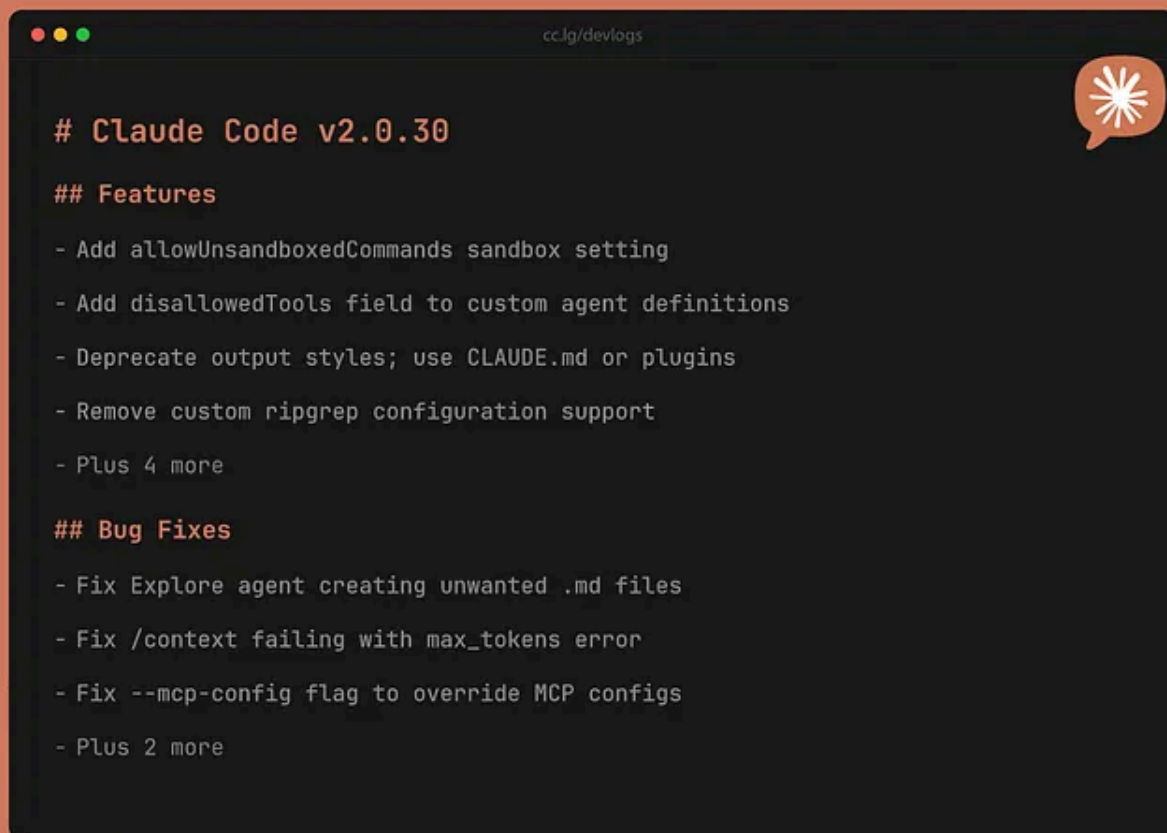 cc.lg/devlogs
# Claude Code v2.0.30
## Features
- Add allowUnsandboxedCommands sandbox setting
- Add disallowedTools field to custom agent definitions
- Deprecate output styles; use CLAUDE.md or plugins
- Remove custom ripgrep configuration support
- Plus 4 more
## Bug Fixes
- Fix Explore agent creating unwanted .md files
- Fix /context failing with max_tokens error
- Fix --mcp-config flag to override MCP configs
- Plus 2 more